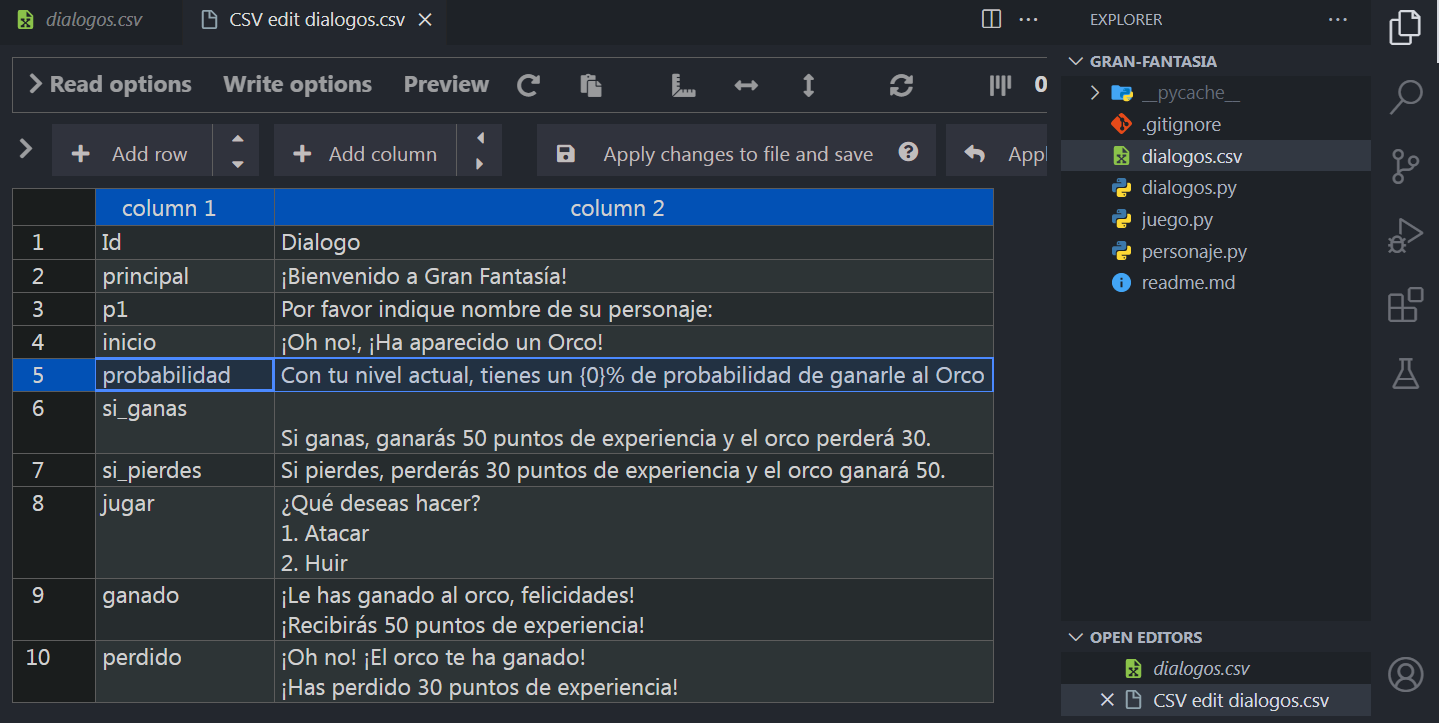 dialogos.csv
CSV edit dialogos.csv
Read options Write options Preview 0
Add row Add column Apply changes to file and save Appl
column 1 column 2
1 Id Dialogo
2 principal ¡Bienvenido a Gran Fantasía!
3 p1 Por favor indique nombre de su personaje:
4 inicio ¡Oh no!, ¡Ha aparecido un Orco!
5 probabilidad Con tu nivel actual, tienes un {0}% de probabilidad de ganarle al Orco
6 si_ganas
Si ganas, ganarás 50 puntos de experiencia y el orco perderá 30.
7 si_pierdes Si pierdes, perderás 30 puntos de experiencia y el orco ganará 50.
8 jugar ¿Qué deseas hacer?
1. Atacar
2. Huir
9 ganado ¡Le has ganado al orco, felicidades!
¡Recibirás 50 puntos de experiencia!
10 perdido ¡Oh no! ¡El orco te ha ganado!
¡Has perdido 30 puntos de experiencia!
EXPLORER
GRAN-FANTASIA
__pycache__
.gitignore
dialogos.csv
dialogos.py
juego.py
personaje.py
readme.md
OPEN EDITORS
dialogos.csv
CSV edit dialogos.csv